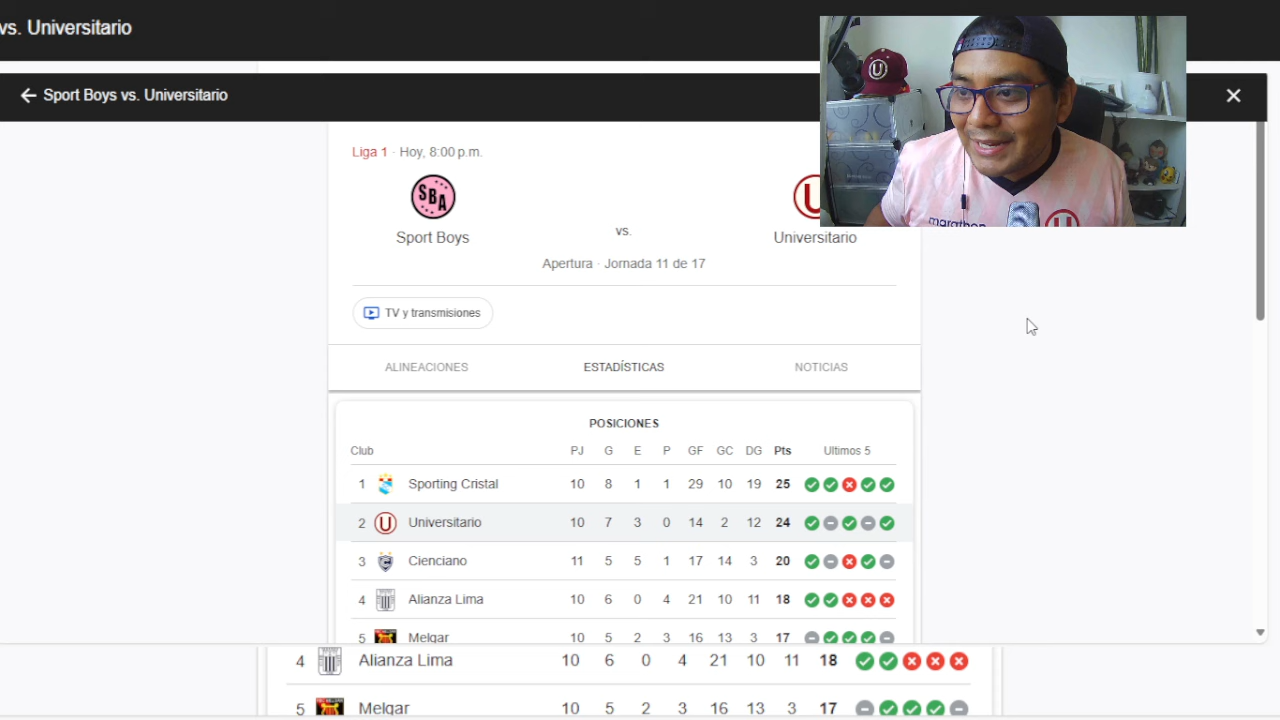 vs. Universitario
Sport Boys vs. Universitario
Liga 1 · Hoy, 8:00 p.m.
SBA
U
Sport Boys
vs.
Universitario
Apertura · Jornada 11 de 17
TV y transmisiones
ALINEACIONES ESTADÍSTICAS NOTICIAS
POSICIONES
Club PJ G E P GF GC DG Pts Ultimos 5
1 Sporting Cristal 10 8 1 1 29 10 19 25
2 U Universitario 10 7 3 0 14 2 12 24
3 Cienciano 11 5 5 1 17 14 3 20
4 Alianza Lima 10 6 0 4 21 10 11 18
5 Melgar 10 5 2 3 16 13 3 17
4 Alianza Lima 10 6 0 4 21 10 11 18
5 Melgar 10 5 2 3 16 13 3 17
U
marathon
U